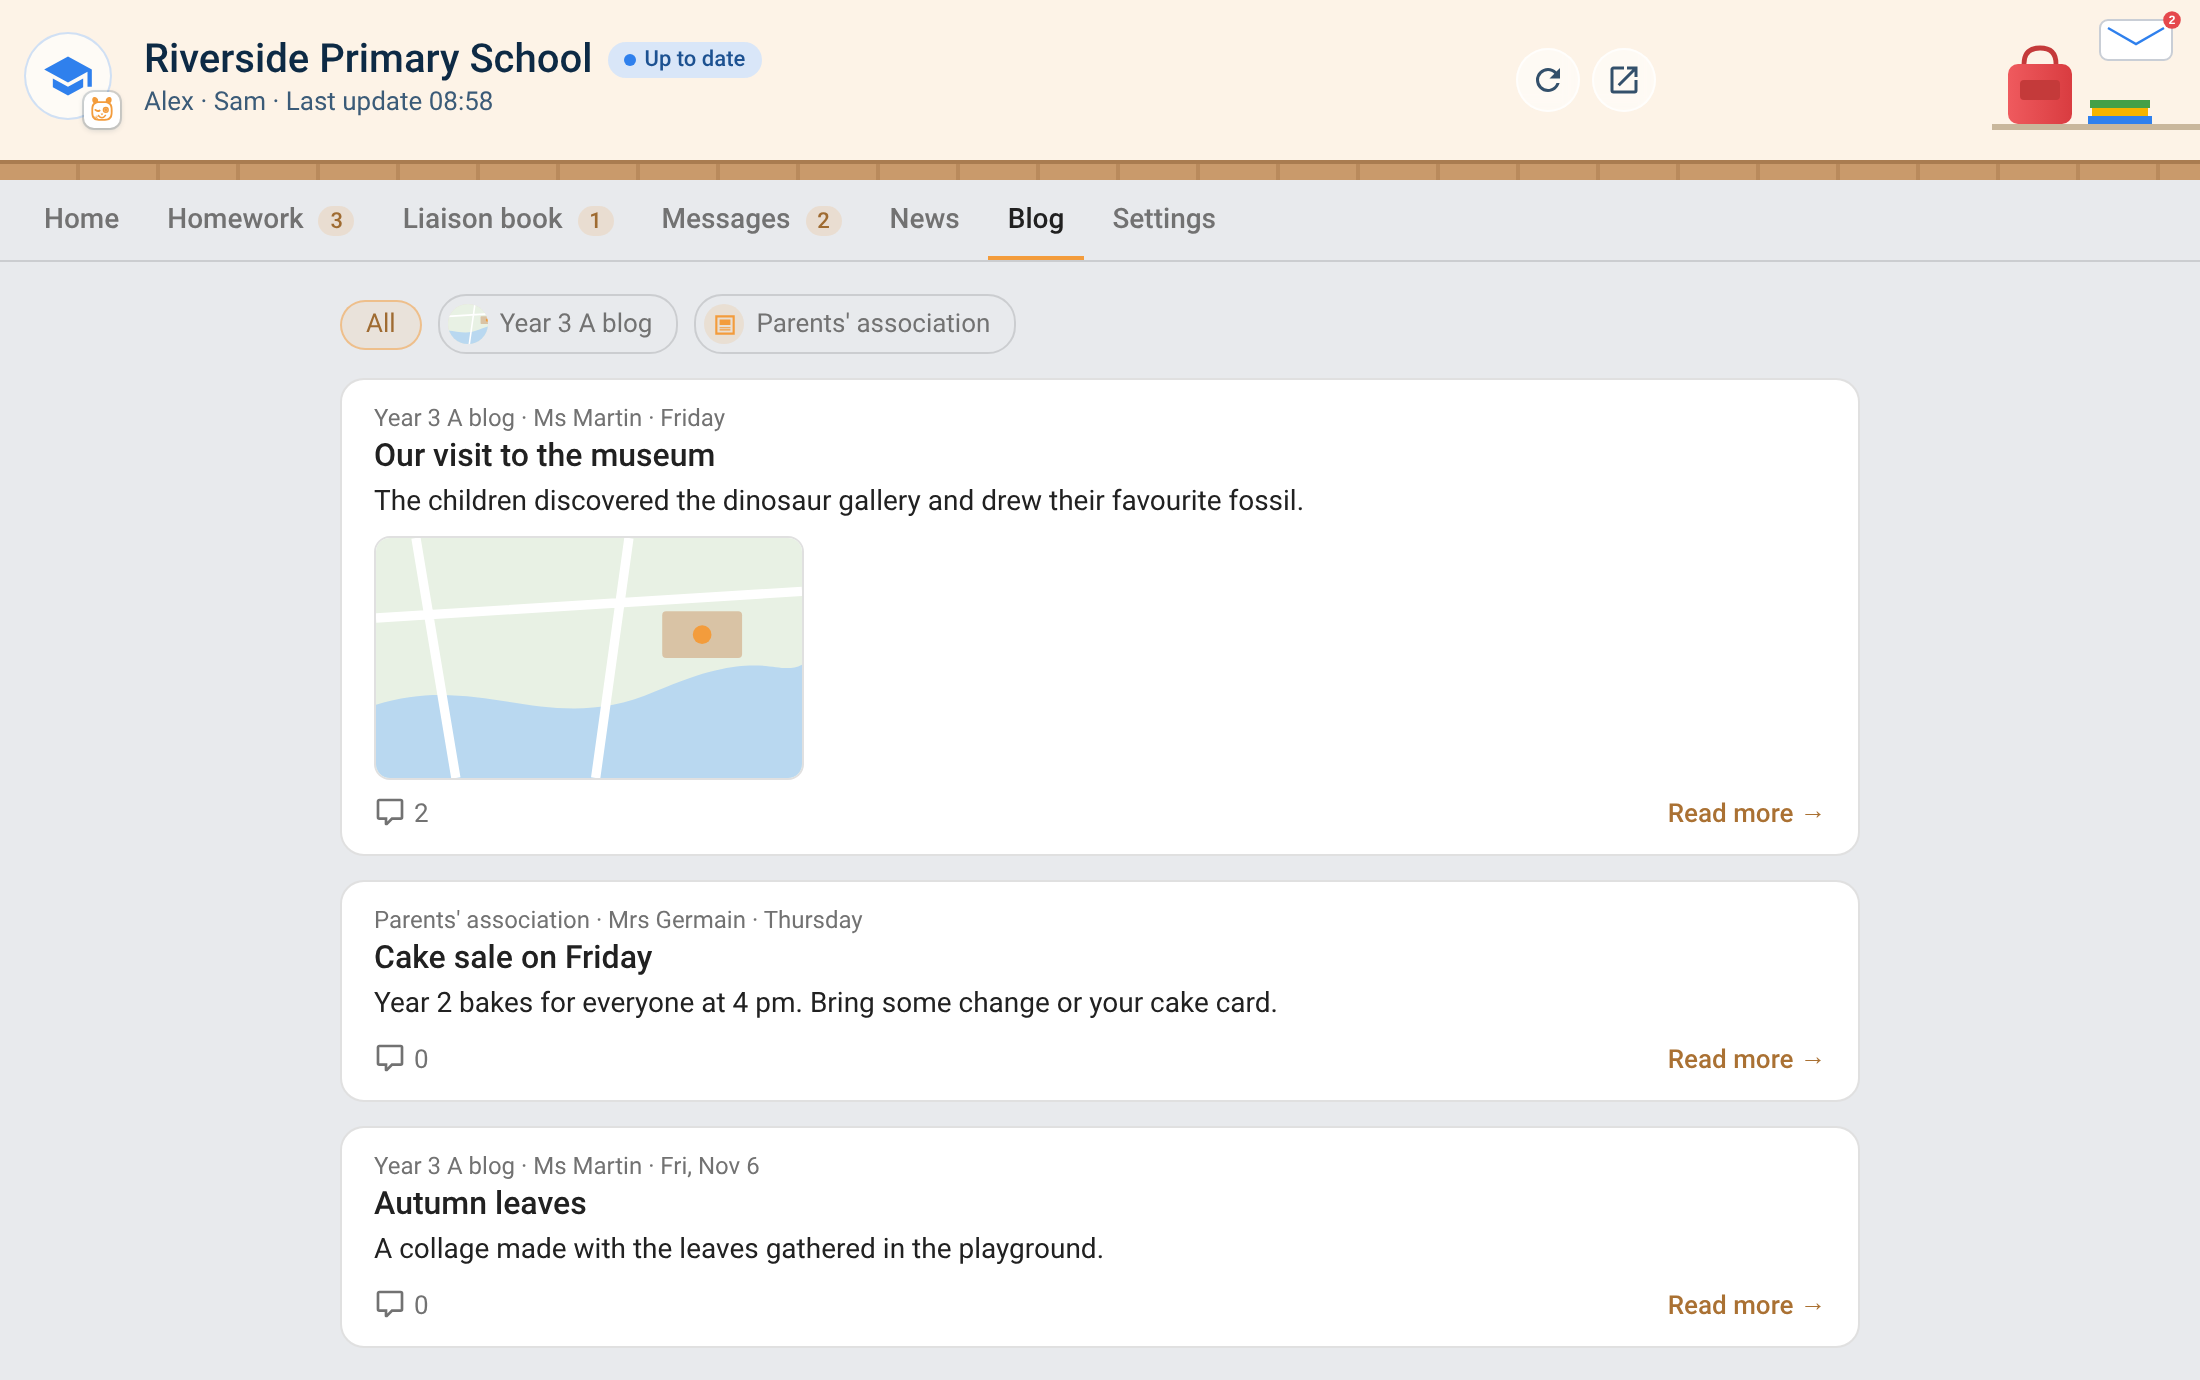 Riverside Primary School
Up to date
2
Alex · Sam · Last update 08:58
Home
Homework 3
Liaison book 1
Messages 2
News
Blog
Settings
All
Year 3 A blog
Parents' association
Year 3 A blog · Ms Martin · Friday
Our visit to the museum
The children discovered the dinosaur gallery and drew their favourite fossil.
2
Read more →
Parents' association · Mrs Germain · Thursday
Cake sale on Friday
Year 2 bakes for everyone at 4 pm. Bring some change or your cake card.
0
Read more →
Year 3 A blog · Ms Martin · Fri, Nov 6
Autumn leaves
A collage made with the leaves gathered in the playground.
0
Read more →